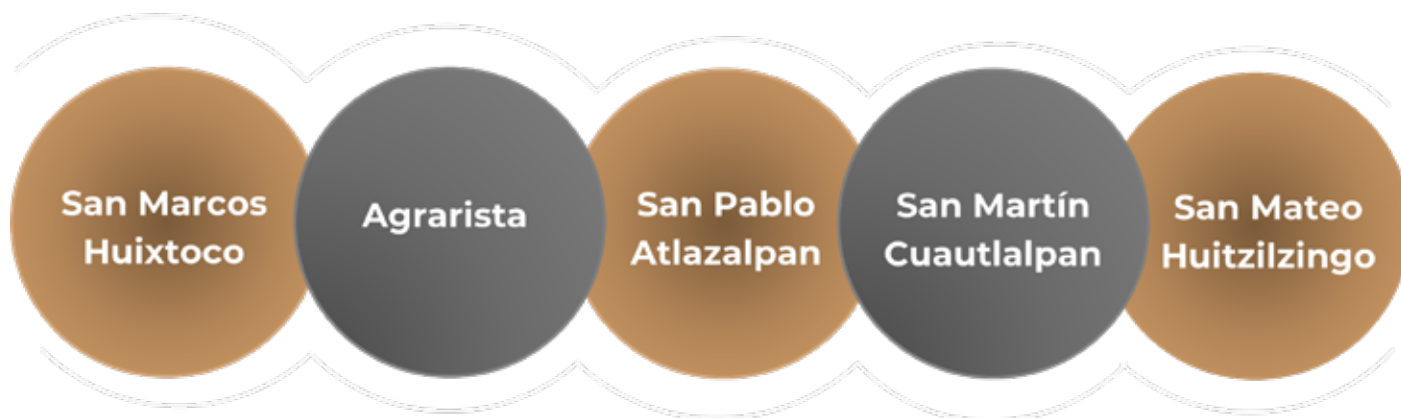 San Marcos
Huixtoco
Agrarista
San Pablo
Atlazalpan
San Martín
Cuautlalpan
San Mateo
Huitzilzingo